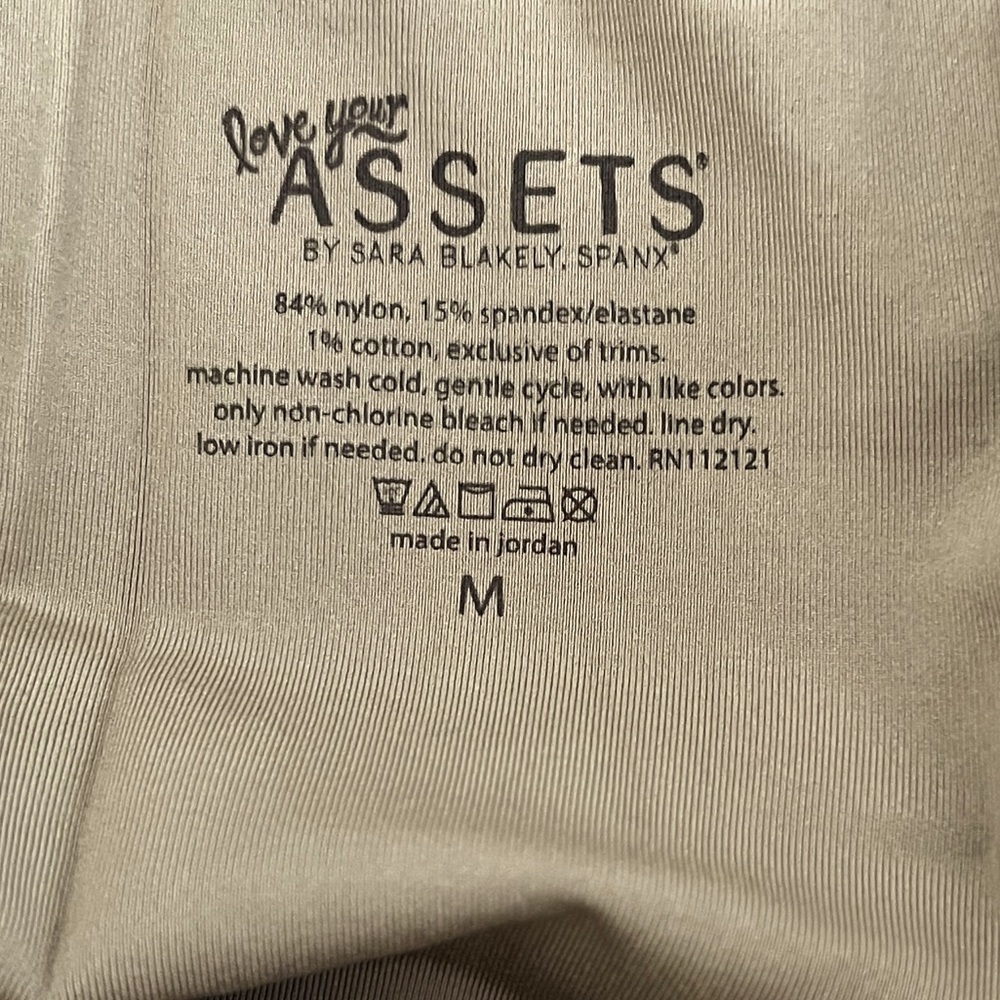 love your
ASSETS®
BY SARA BLAKELY, SPANX®
84% nylon, 15% spandex/elastane
1% cotton, exclusive of trims.
machine wash cold, gentle cycle, with like colors.
only non-chlorine bleach if needed. line dry.
low iron if needed. do not dry clean. RN112121
made in jordan
M